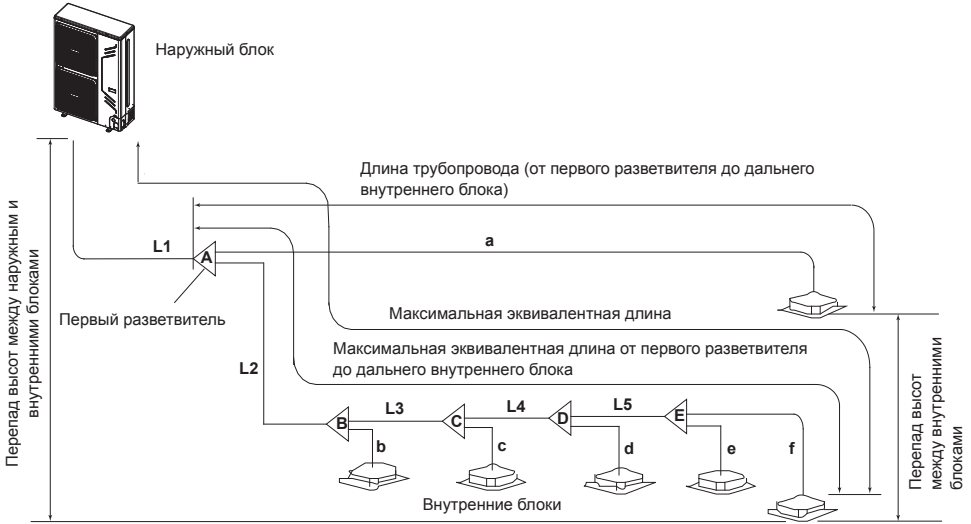 Наружный блок
Длина трубопровода (от первого разветвителя до дальнего
внутреннего блока)
L1
A
a
Первый разветвитель
Максимальная эквивалентная длина
Максимальная эквивалентная длина от первого разветвителя
до дальнего внутреннего блока
L2
B
L3
C
L4
D
L5
E
b
c
d
e
f
Внутренние блоки
Перепад высот между наружным и
внутренними блоками
Перепад высот
между внутренними
блоками